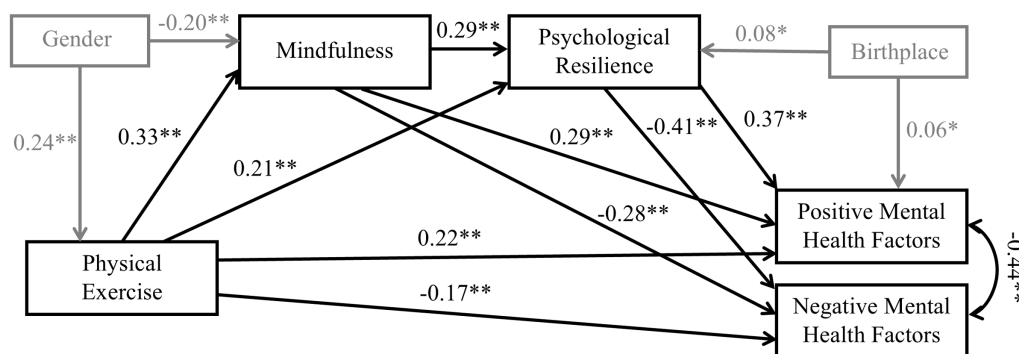 Gender
-0.20**
Mindfulness
0.29**
Psychological
Resilience
0.08*
Birthplace
0.24**
0.33**
0.21**
0.29**
-0.41**
0.37**
0.06*
-0.28**
Positive Mental
Health Factors
0.22**
-0.44**
Physical
Exercise
-0.17**
Negative Mental
Health Factors